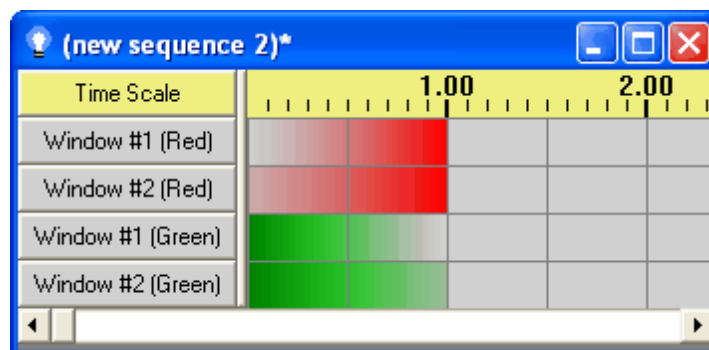 (new sequence 2)*
Time Scale 1.00 2.00
Window #1 (Red)
Window #2 (Red)
Window #1 (Green)
Window #2 (Green)